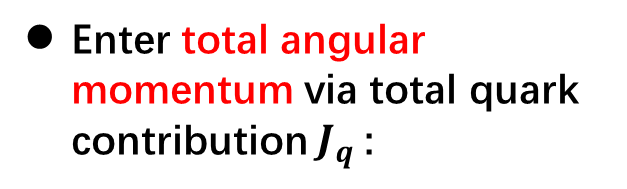 ● Enter total angular
momentum via total quark
contribution J_q :